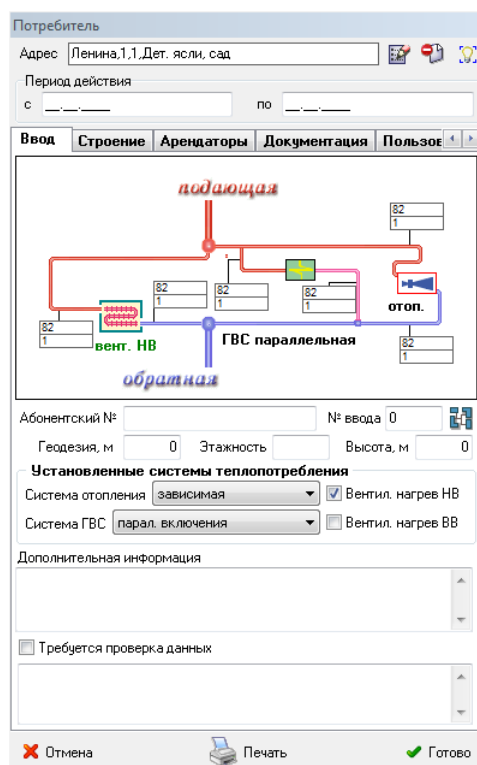 Потребитель
Адрес Ленина,1,1,Дет. ясли, сад
Период действия
с __.__.____ по __.__.____
Ввод Строение Арендаторы Документация Пользов
подающая
82
1
82
1
82
1
82
1
отоп.
82
1
вент. НВ
ГВС параллельная
82
1
обратная
Абонентский № № ввода 0
Геодезия, м 0 Этажность Высота, м 0
Установленные системы теплопотребления
Система отопления зависимая Вентил. нагрев НВ
Система ГВС парал. включения Вентил. нагрев ВВ
Дополнительная информация
Требуется проверка данных
Отмена Печать Готово